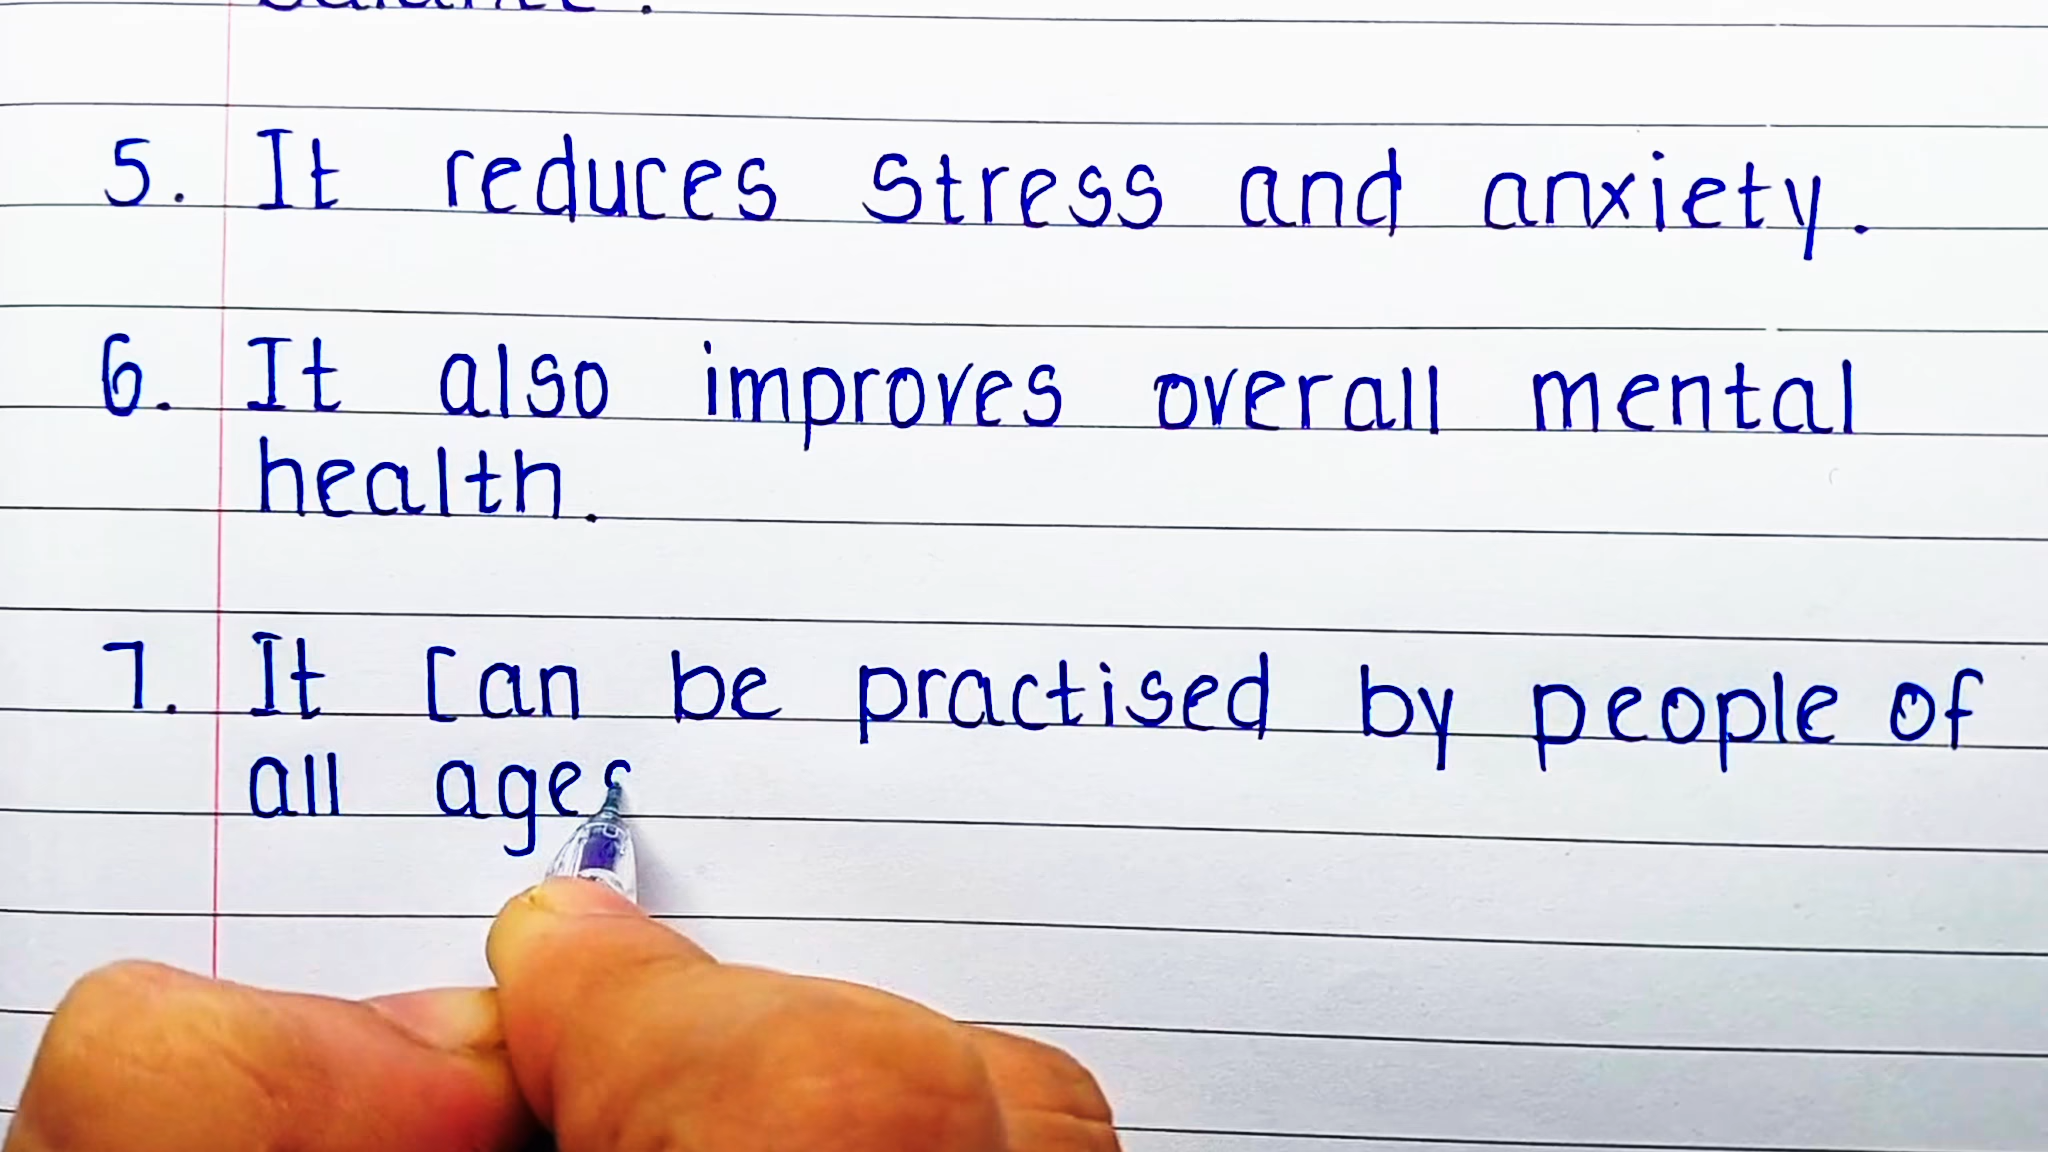 5. It reduces stress and anxiety.
6. It also improves overall mental
health.
7. It can be practised by people of
all ages